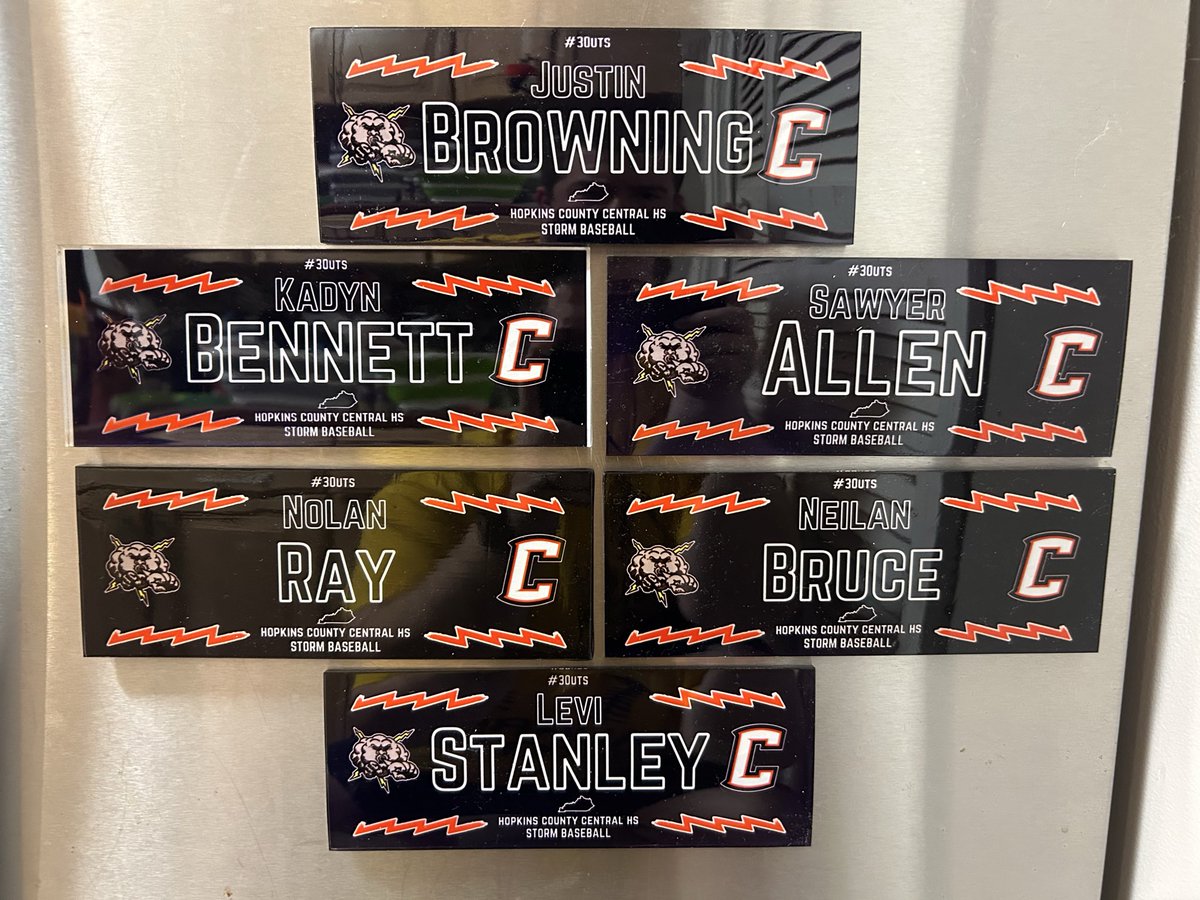 #3OUTS
JUSTIN
BROWNING
C
HOPKINS COUNTY CENTRAL HS
STORM BASEBALL
#3OUTS
KADYN
BENNETT
C
HOPKINS COUNTY CENTRAL HS
STORM BASEBALL
#3OUTS
SAWYER
ALLEN
C
HOPKINS COUNTY CENTRAL HS
STORM BASEBALL
#3OUTS
NOLAN
RAY
C
HOPKINS COUNTY CENTRAL HS
STORM BASEBALL
#3OUTS
NEILAN
BRUCE
C
HOPKINS COUNTY CENTRAL HS
STORM BASEBALL
#3OUTS
LEVI
STANLEY
C
HOPKINS COUNTY CENTRAL HS
STORM BASEBALL